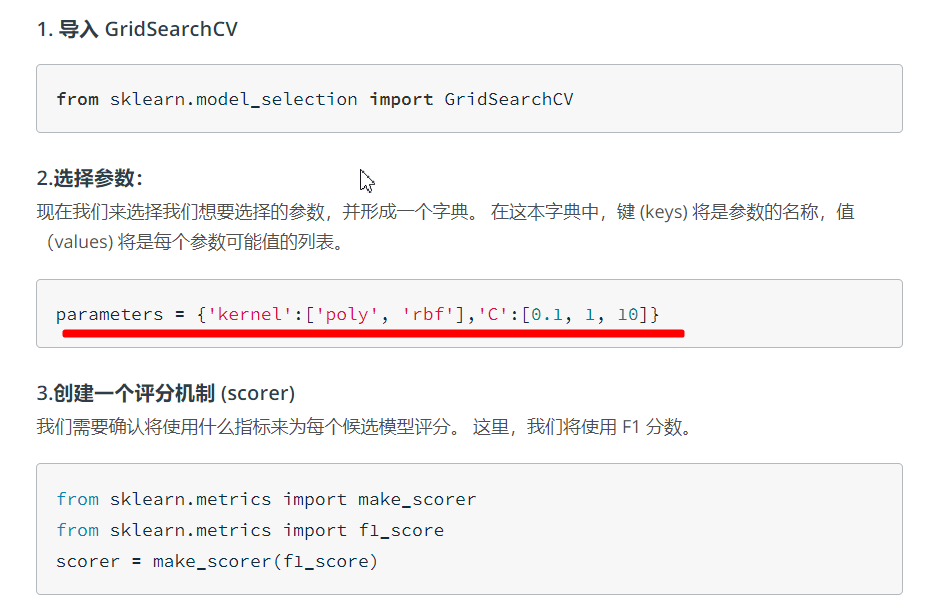 1. 导入 GridSearchCV
from sklearn.model_selection import GridSearchCV
2.选择参数：
现在我们来选择我们想要选择的参数，并形成一个字典。 在这本字典中，键 (keys) 将是参数的名称，值
（values) 将是每个参数可能值的列表。
parameters = {'kernel':['poly', 'rbf'],'C':[0.1, 1, 10]}
3.创建一个评分机制 (scorer)
我们需要确认将使用什么指标来为每个候选模型评分。 这里，我们将使用 F1 分数。
from sklearn.metrics import make_scorer
from sklearn.metrics import f1_score
scorer = make_scorer(f1_score)